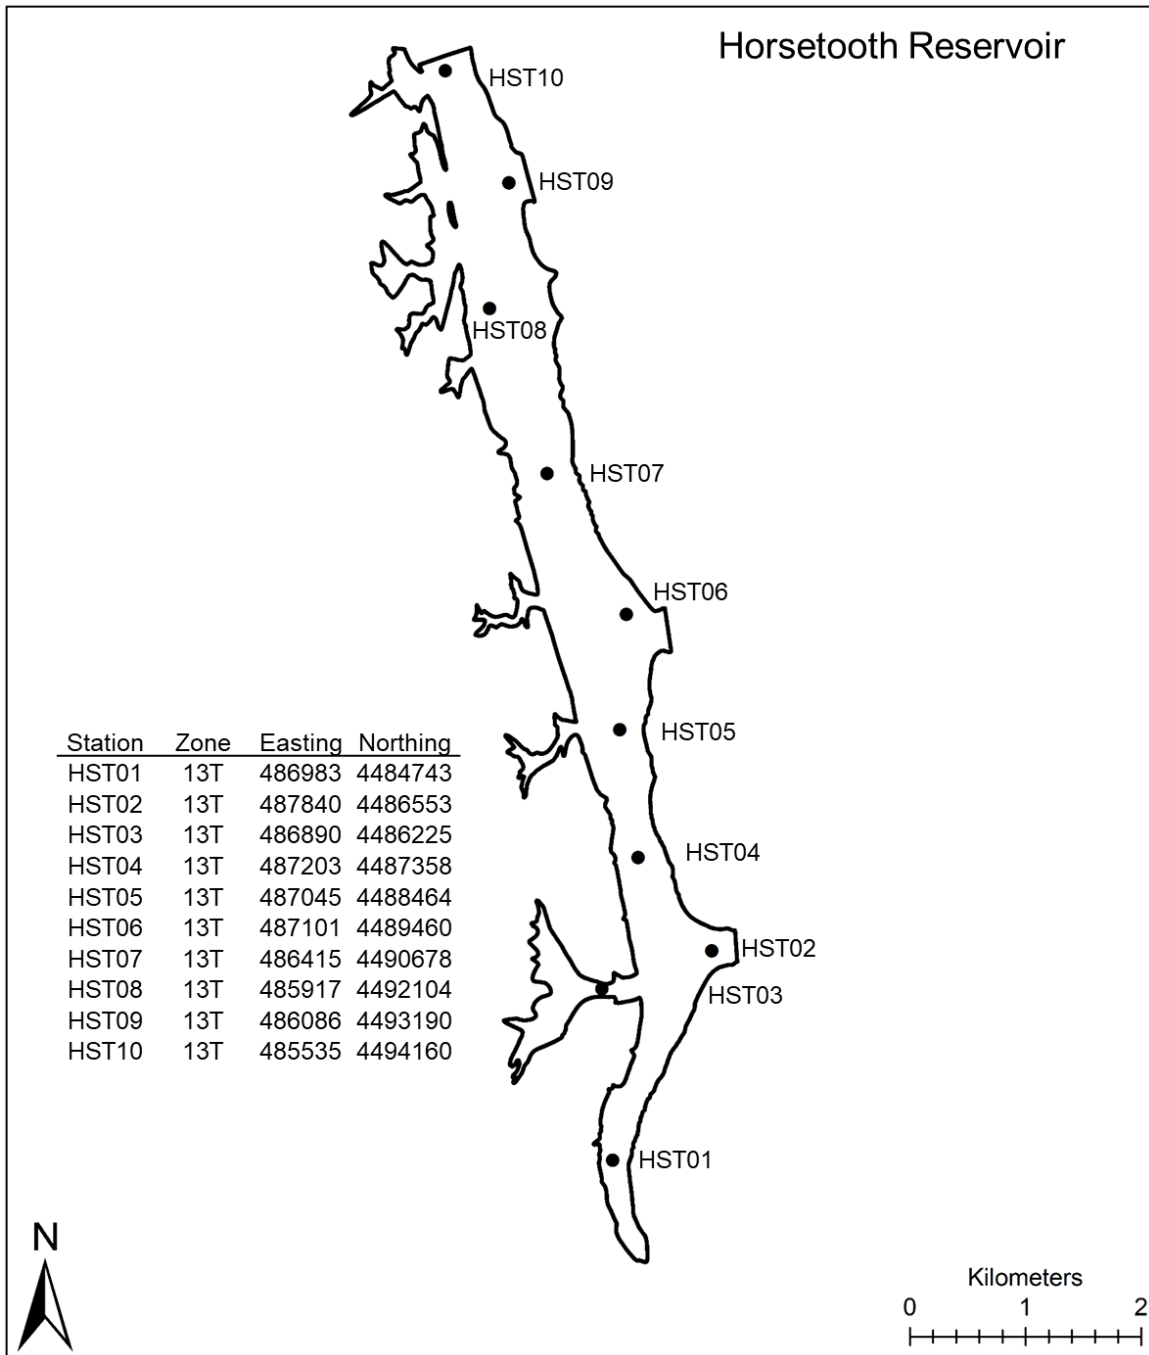 Horsetooth Reservoir
HST10
HST09
HST08
HST07
HST06
HST05
HST04
HST02
HST03
HST01
Station Zone Easting Northing
HST01 13T 486983 4484743
HST02 13T 487840 4486553
HST03 13T 486890 4486225
HST04 13T 487203 4487358
HST05 13T 487045 4488464
HST06 13T 487101 4489460
HST07 13T 486415 4490678
HST08 13T 485917 4492104
HST09 13T 486086 4493190
HST10 13T 485535 4494160
N
Kilometers
0 1 2